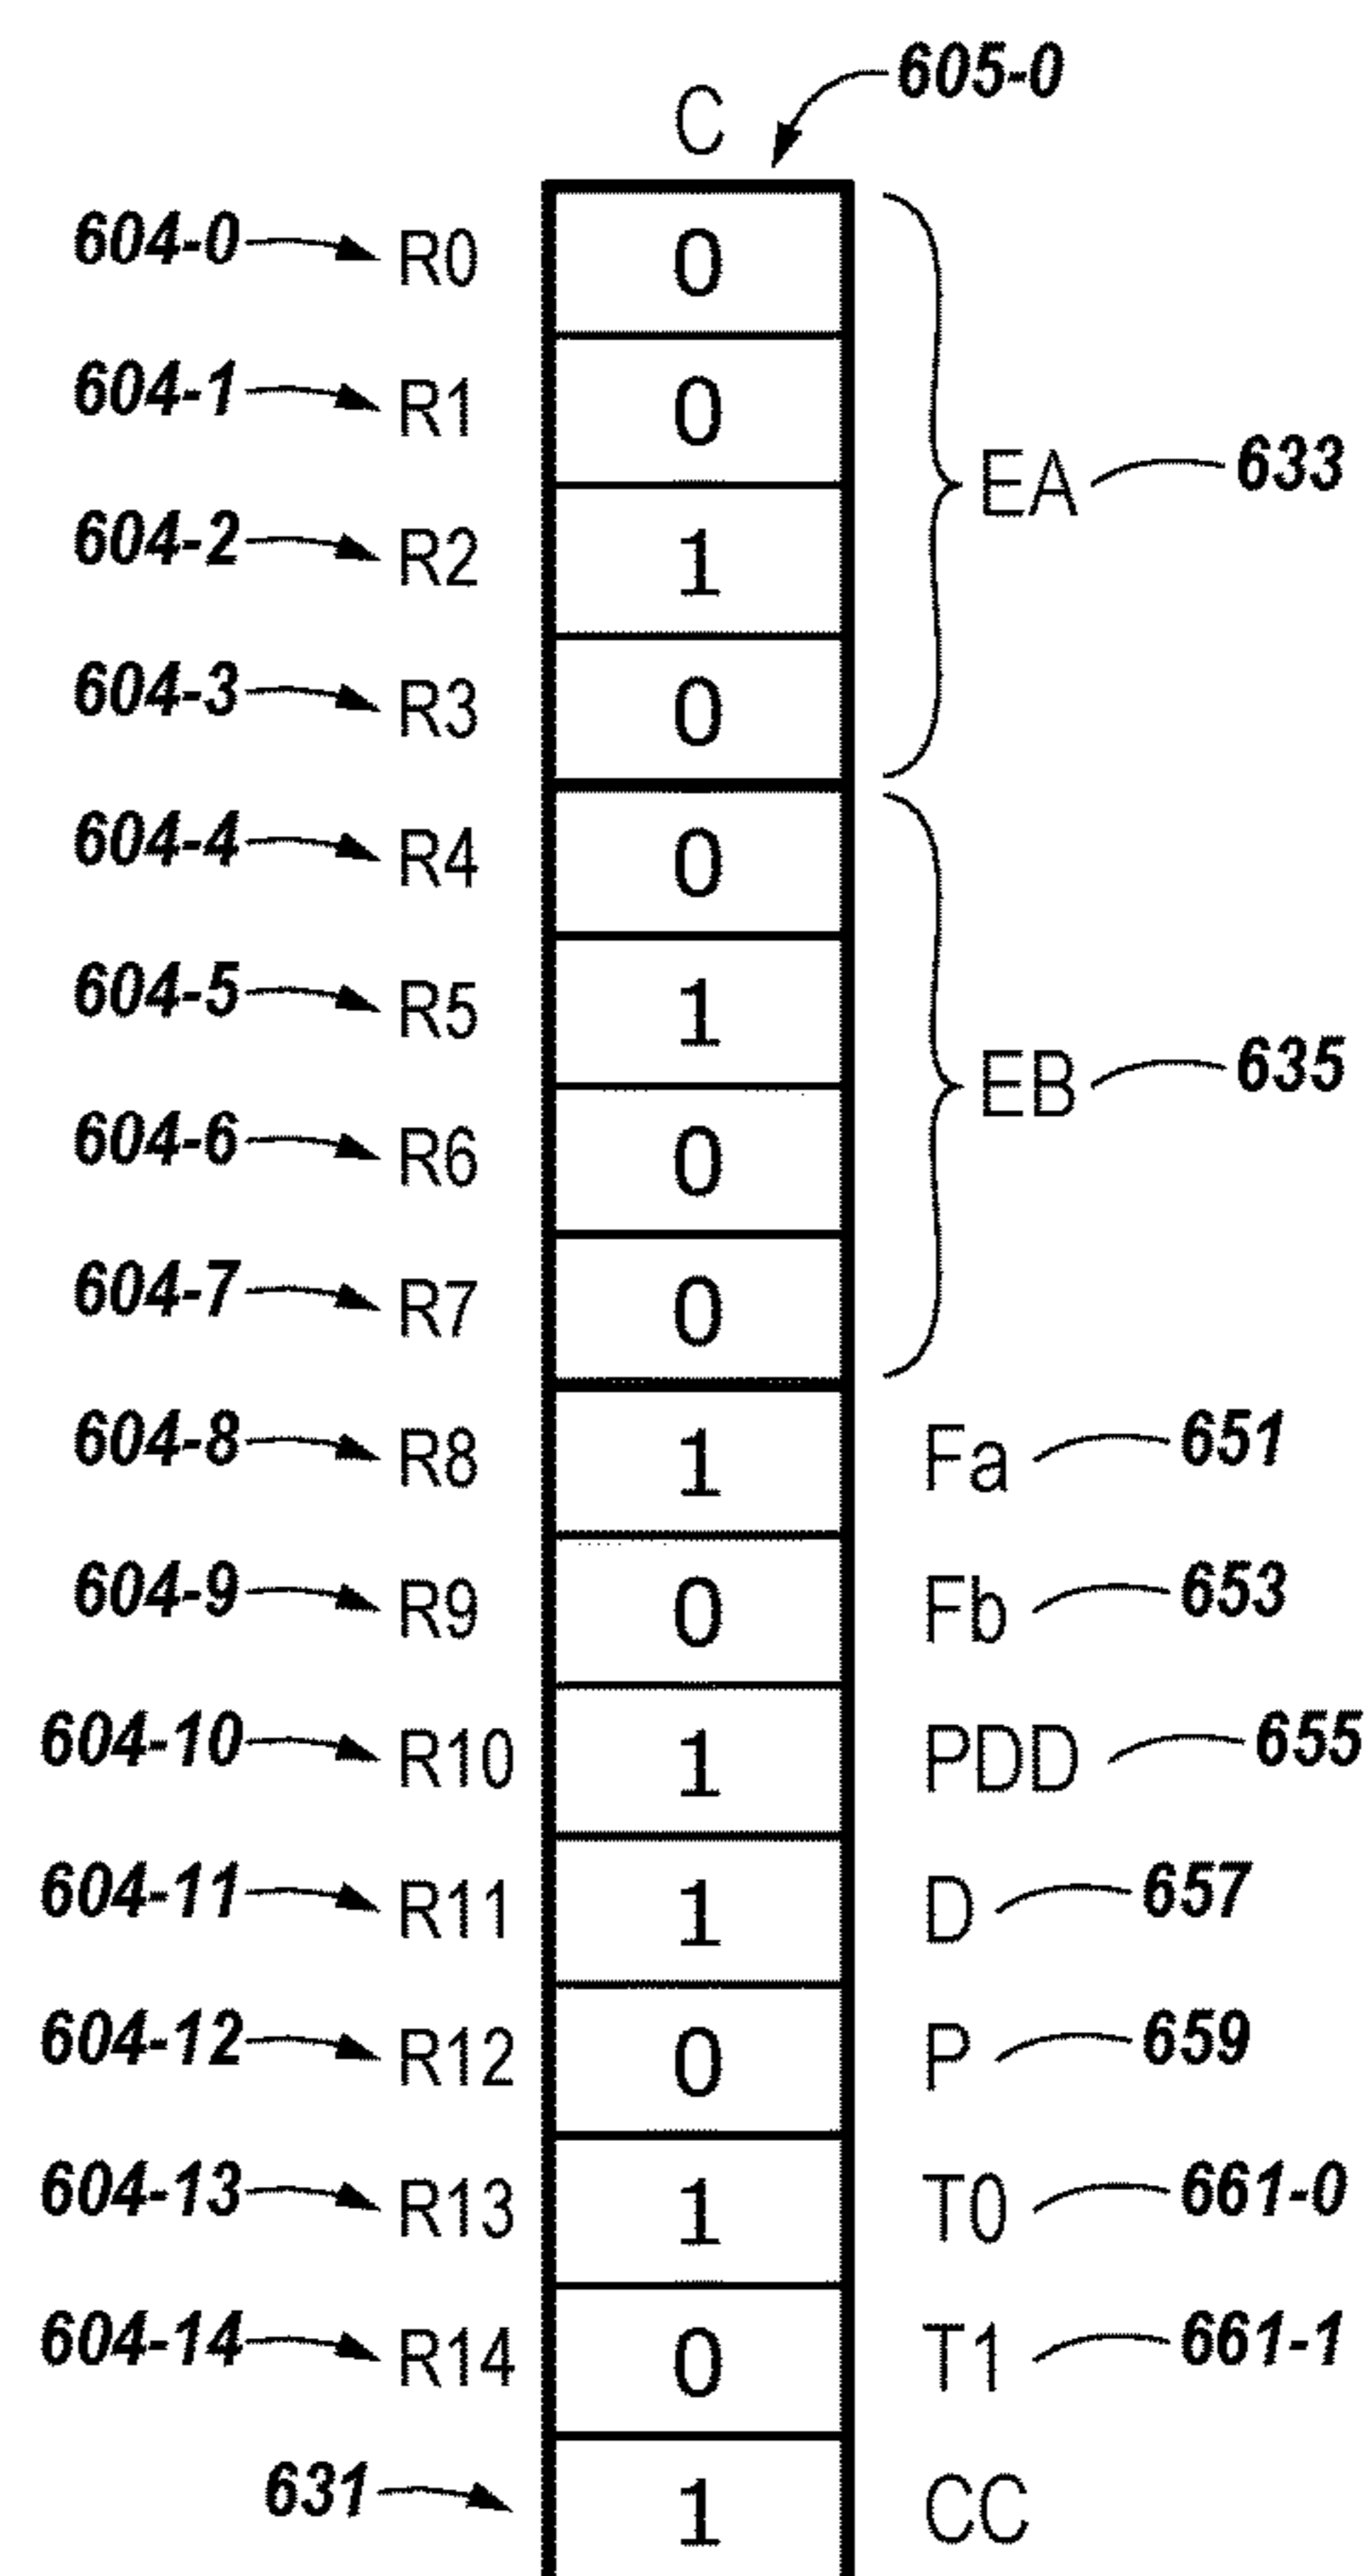 605-0
C
604-0 R0 0
604-1 R1 0
EA 633
604-2 R2 1
604-3 R3 0
604-4 R4 0
604-5 R5 1
EB 635
604-6 R6 0
604-7 R7 0
604-8 R8 1 Fa 651
604-9 R9 0 Fb 653
604-10 R10 1 PDD 655
604-11 R11 1 D 657
604-12 R12 0 P 659
604-13 R13 1 T0 661-0
604-14 R14 0 T1 661-1
631 1 CC